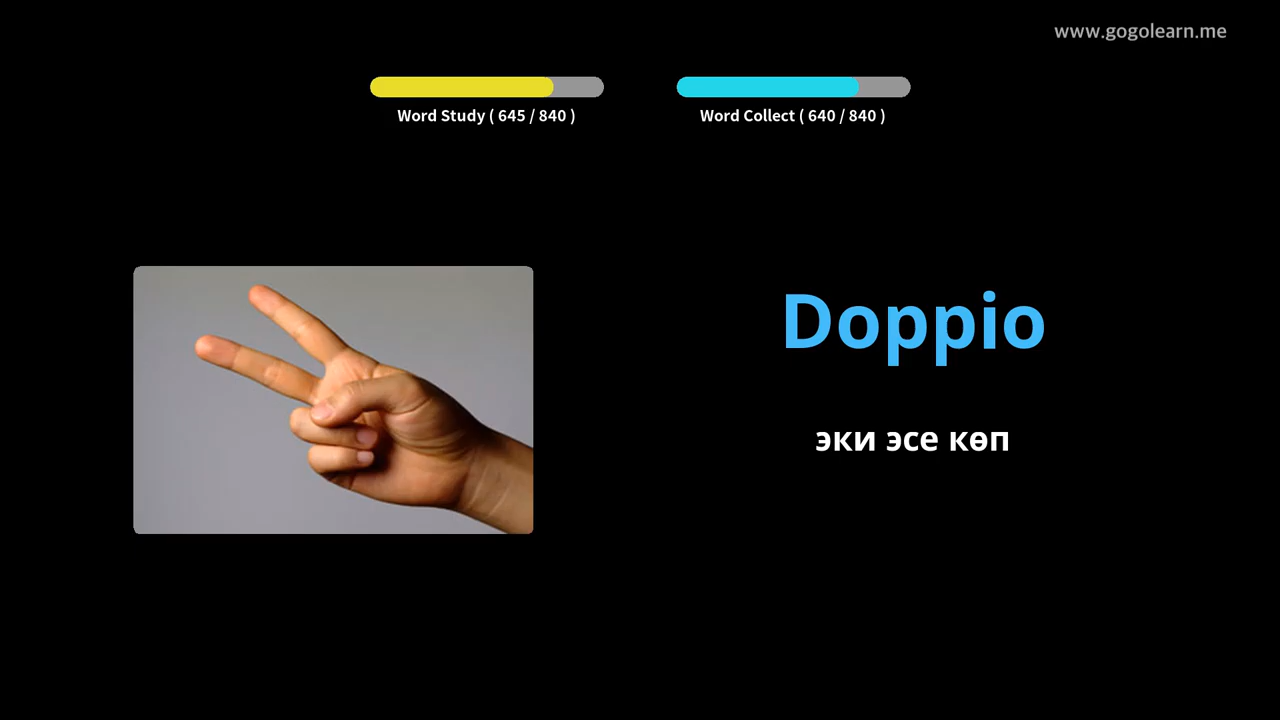 www.gogolearn.me
Word Study ( 645 / 840 )
Word Collect ( 640 / 840 )
Doppio
эки эсе көп